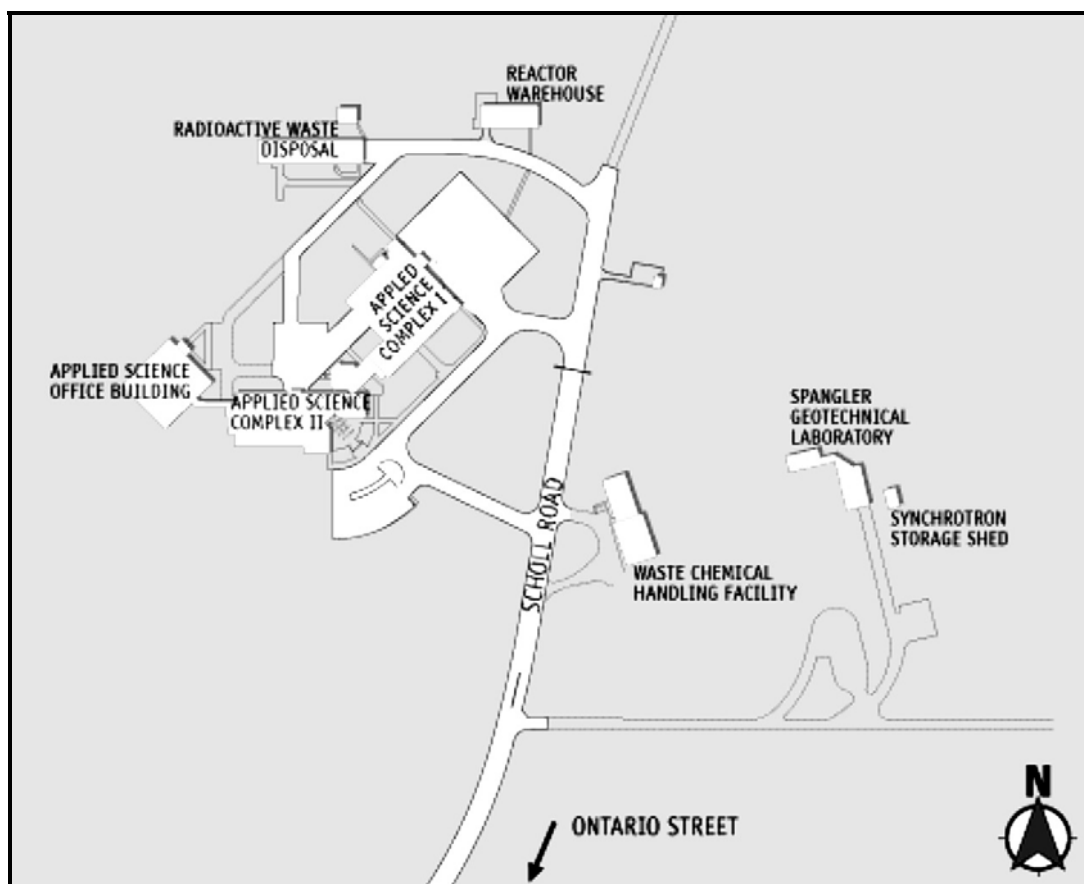 REACTOR
WAREHOUSE
RADIOACTIVE WASTE
DISPOSAL
APPLED
SCIENCE
COMPLEX I
APPLIED SCIENCE
OFFICE BUILDING
APPLIED SCIENCE
COMPLEX II
SPANGLER
GEOTECHNICAL
LABORATORY
SYNCHROTRON
STORAGE SHED
SCHOLL ROAD
WASTE CHEMICAL
HANDLING FACILITY
ONTARIO STREET
N